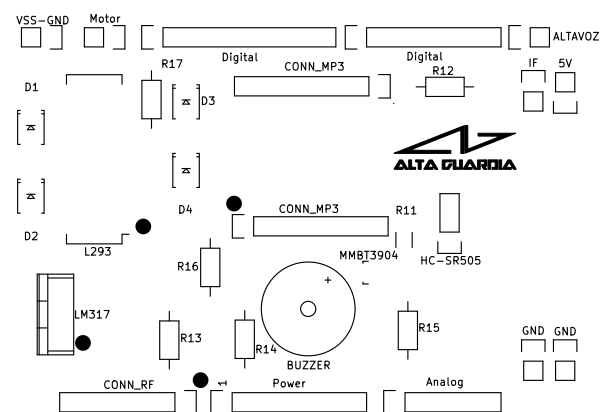 VSS-GND
Motor
ALTAVOZ
Digital
Digital
R17
CONN_MP3
R12
IF
5V
D1
D3
ALTA GUARDIA
D4
CONN_MP3
R11
D2
L293
MMBT3904
HC-SR505
R16
+
LM317
R13
R14
R15
GND
GND
BUZZER
CONN_RF
1
Power
Analog